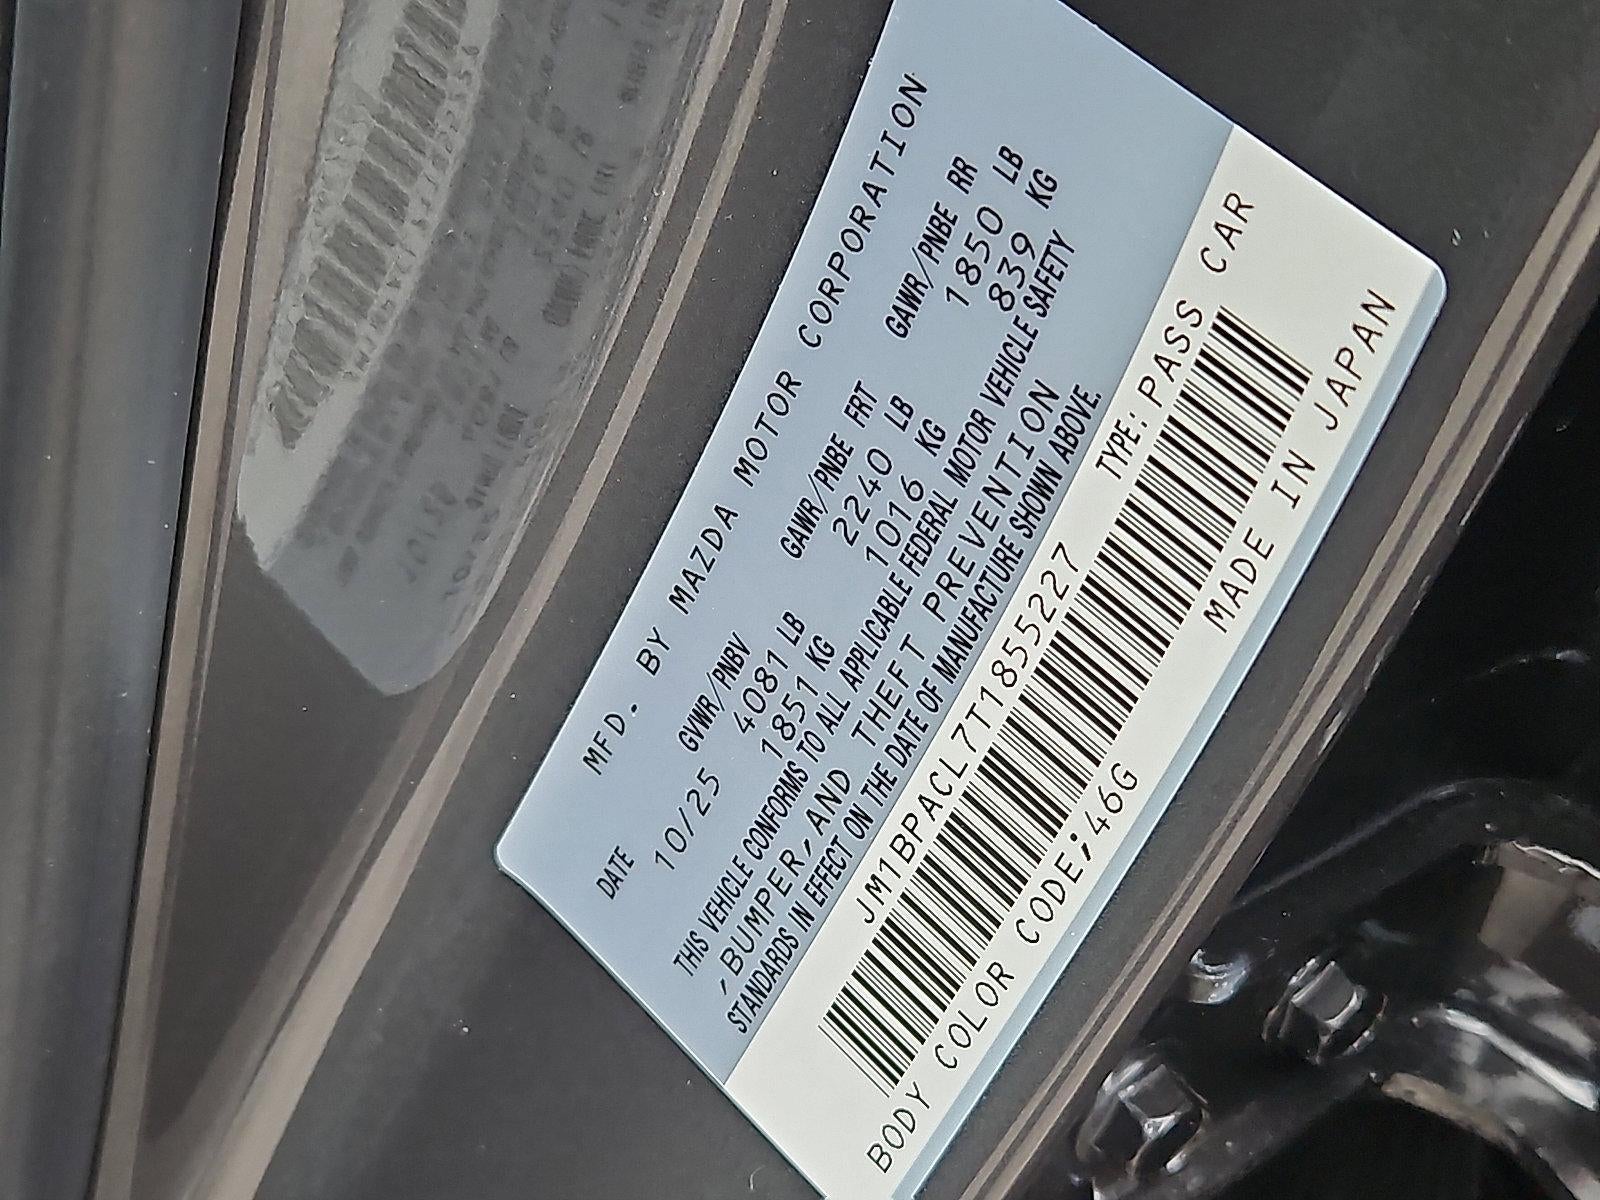 MFD. BY MAZDA MOTOR CORPORATION
DATE GVWR/PNBV GAWR/PNBE FRT GAWR/PNBE RR
10/25 4081 LB 2240 LB 1850 LB
1851 KG 1016 KG 839 KG
THIS VEHICLE CONFORMS TO ALL APPLICABLE FEDERAL MOTOR VEHICLE SAFETY
,BUMPER,AND THEFT PREVENTION
STANDARDS IN EFFECT ON THE DATE OF MANUFACTURE SHOWN ABOVE.
JM1BPACL7T1855227 TYPE: PASS CAR
BODY COLOR CODE;46G MADE IN JAPAN